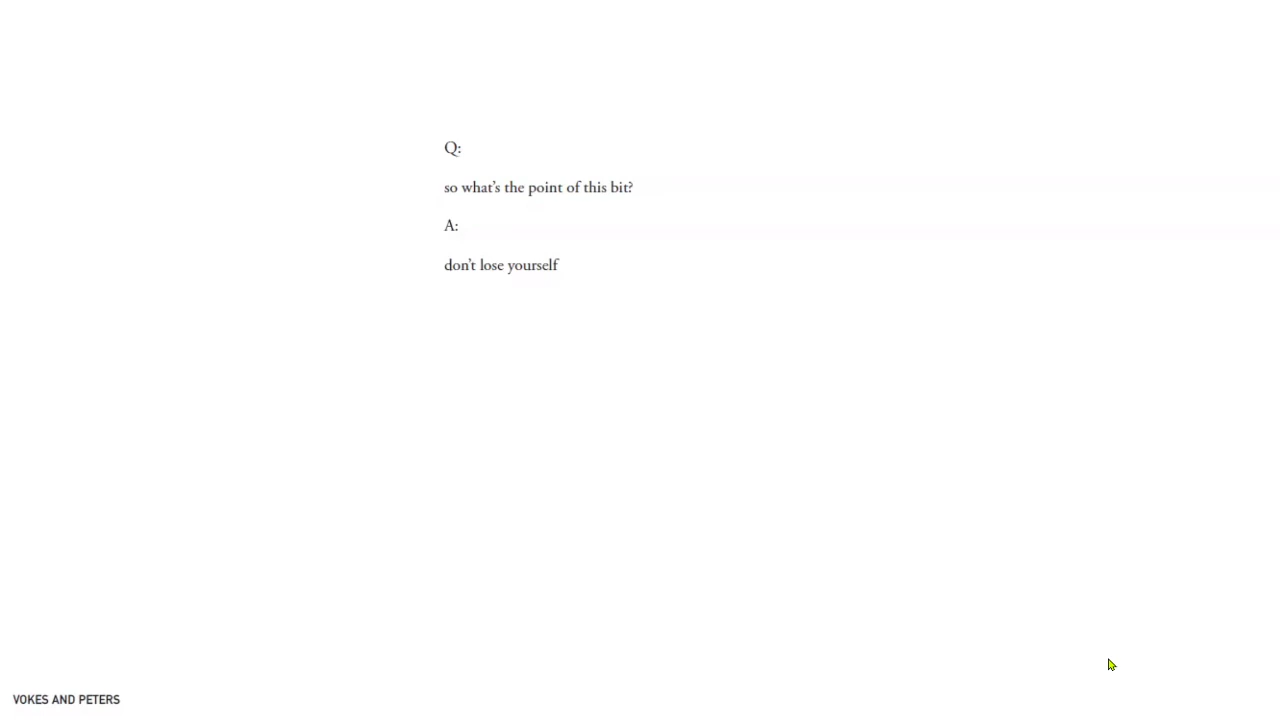 Q:
so what’s the point of this bit?
A:
don’t lose yourself
VOKES AND PETERS